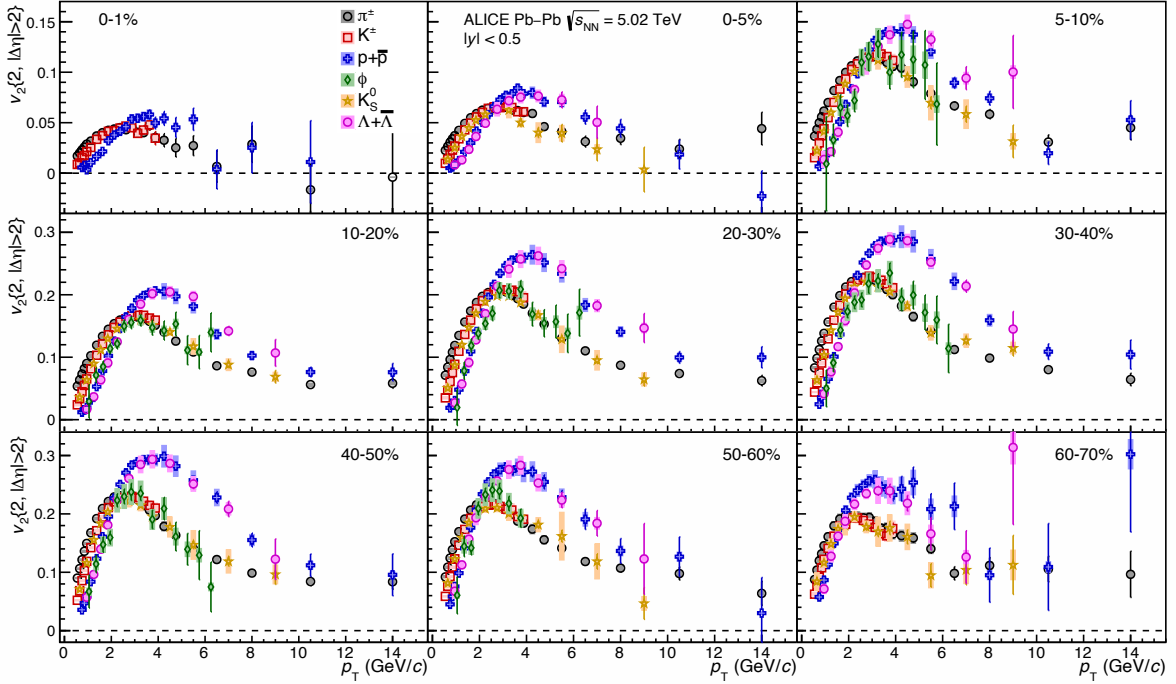 0-1%
π±
K±
p+p̅
ϕ
K⁰S
Λ+Λ̅
0-5%
ALICE Pb–Pb √sNN = 5.02 TeV
|y| < 0.5
5-10%
v₂{2, |Δη|>2}
0.15
0.1
0.05
0
10-20%
20-30%
30-40%
v₂{2, |Δη|>2}
0.3
0.2
0.1
0
40-50%
50-60%
60-70%
v₂{2, |Δη|>2}
0.3
0.2
0.1
0
0 2 4 6 8 10 12 14
pT (GeV/c)
0 2 4 6 8 10 12 14
pT (GeV/c)
0 2 4 6 8 10 12 14
pT (GeV/c)